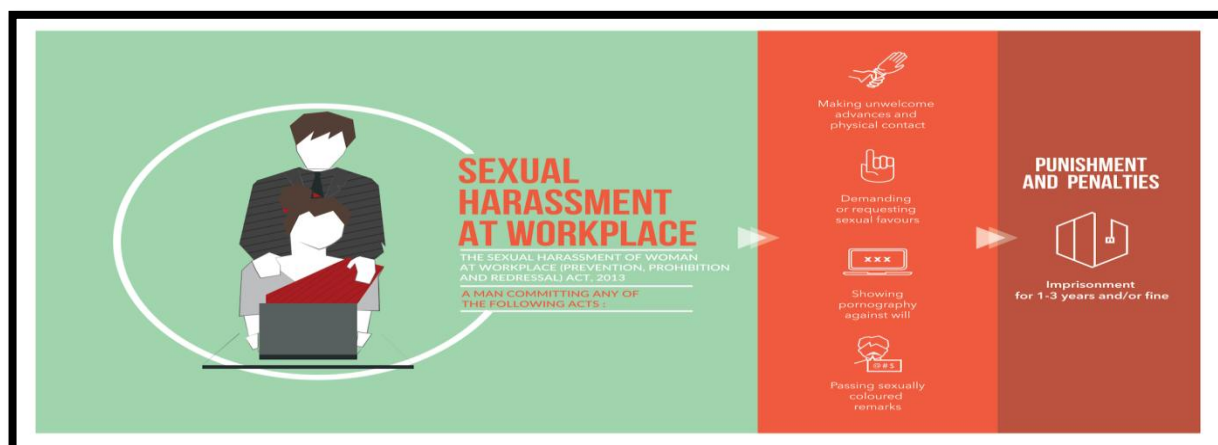 SEXUAL
HARASSMENT
AT WORKPLACE
THE SEXUAL HARASSMENT OF WOMAN
AT WORKPLACE (PREVENTION, PROHIBITION
AND REDRESSAL) ACT, 2013
A MAN COMMITTING ANY OF
THE FOLLOWING ACTS :
Making unwelcome
advances and
physical contact
Demanding
or requesting
sexual favours
XXX
Showing
pornography
against will
@#$
Passing sexually
coloured
remarks
PUNISHMENT
AND PENALTIES
Imprisonment
for 1-3 years and/or fine